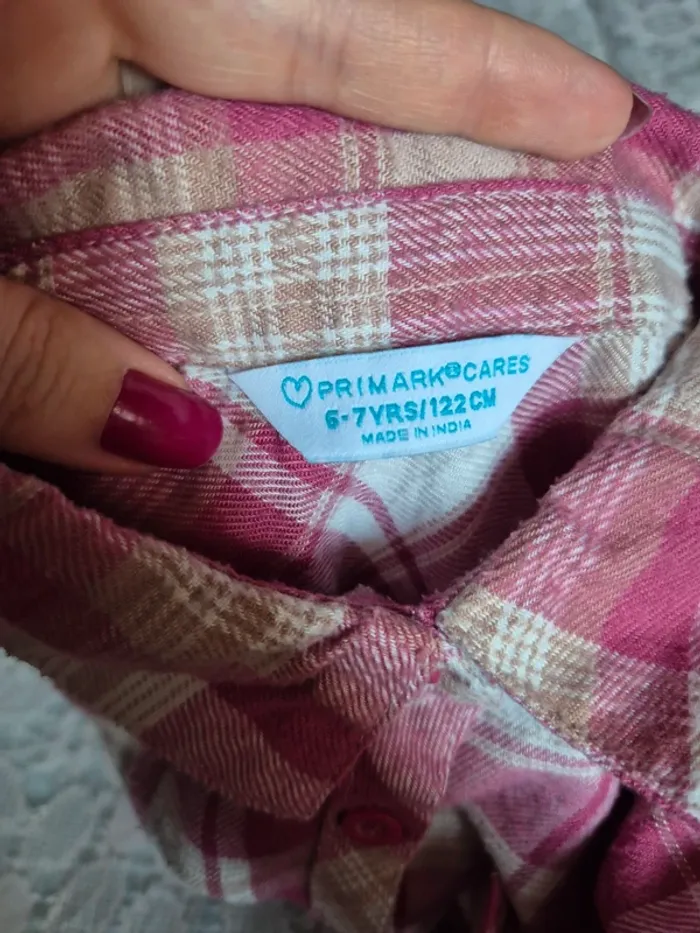 ♡ PRIMARK® CARES
6-7YRS/122CM
MADE IN INDIA